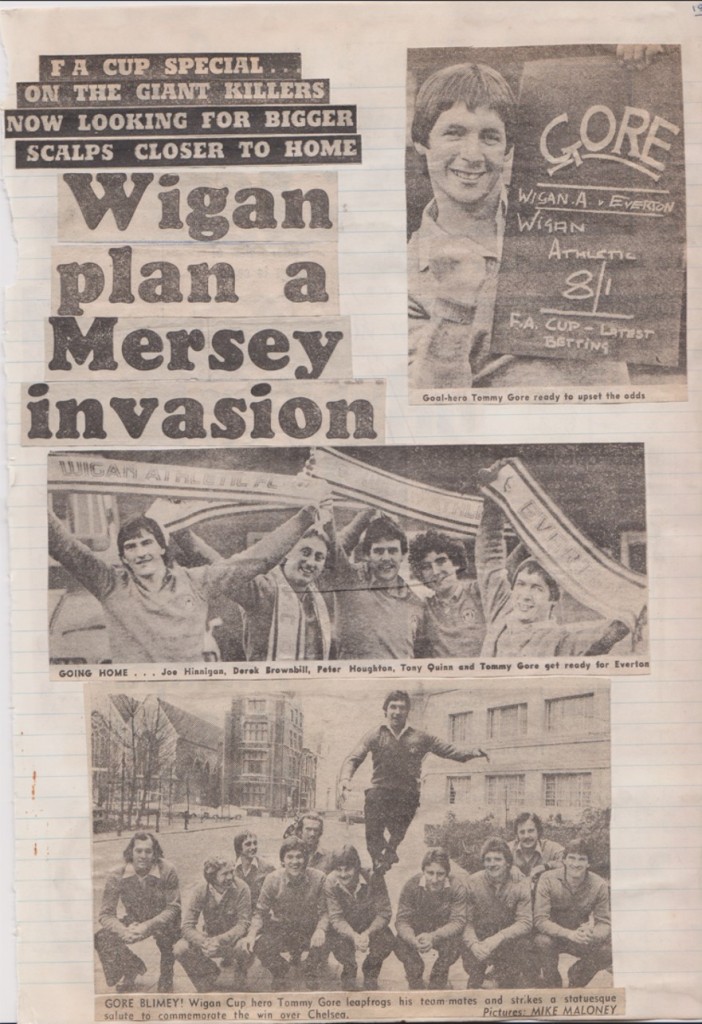 F A CUP SPECIAL . . .
ON THE GIANT KILLERS
NOW LOOKING FOR BIGGER
SCALPS CLOSER TO HOME
Wigan
plan a
Mersey
invasion
GORE
WIGAN.A v EVERTON
WIGAN
ATHLETIC
8/1
F.A. CUP - LATEST
BETTING
Goal-hero Tommy Gore ready to upset the odds
WIGAN ATHLETIC FC
EVERT
GOING HOME . . . Joe Hinnigan, Derek Brownbill, Peter Houghton, Tony Quinn and Tommy Gore get ready for Everton
GORE BLIMEY! Wigan Cup hero Tommy Gore leapfrogs his team-mates and strikes a statuesque
salute to commemorate the win over Chelsea. Pictures: MIKE MALONEY